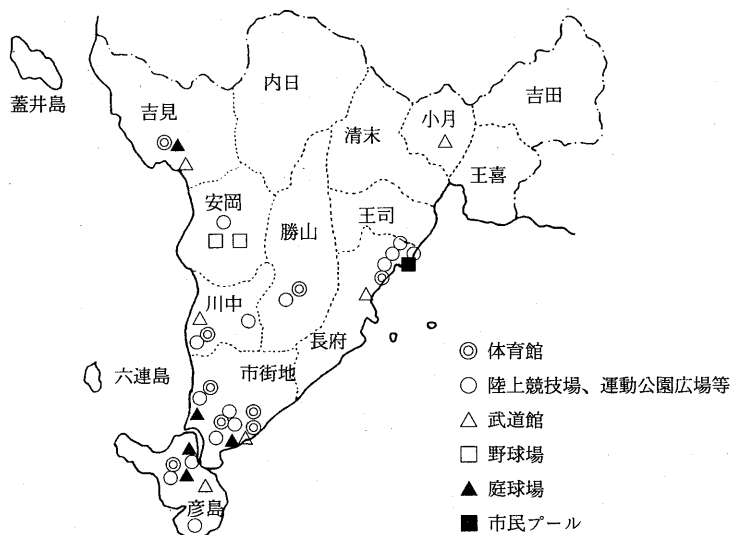 蓋井島
吉見
内日
吉田
小月
清末
王喜
安岡
勝山
王司
川中
長府
六連島
市街地
彦島
体育館
陸上競技場、運動公園広場等
武道館
野球場
庭球場
市民プール